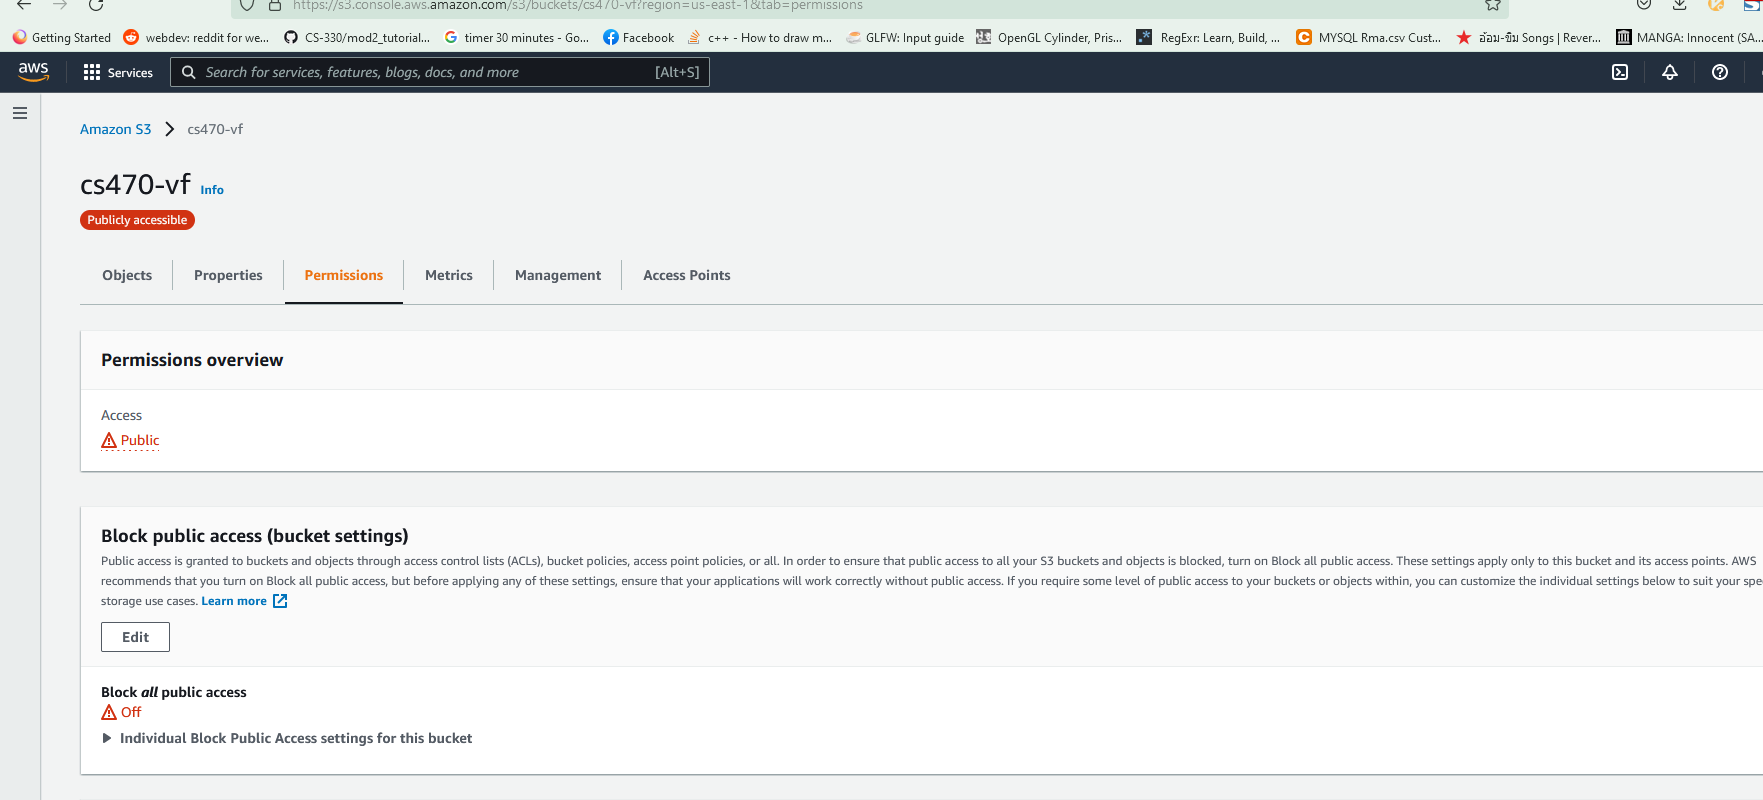 https://s3.console.aws.amazon.com/s3/buckets/cs470-vf?region=us-east-1&tab=permissions
Getting Started webdev: reddit for we... CS-330/mod2_tutorial... timer 30 minutes - Go... Facebook c++ - How to draw m... GLFW: Input guide OpenGL Cylinder, Pris... RegExr: Learn, Build, ... MYSQL Rma.csv Cust... อ้อม-ขิม Songs | Rever... MANGA: Innocent (SA...
aws Services Search for services, features, blogs, docs, and more [Alt+S]
Amazon S3 cs470-vf
cs470-vf Info
Publicly accessible
Objects Properties Permissions Metrics Management Access Points
Permissions overview
Access
Public
Block public access (bucket settings)
Public access is granted to buckets and objects through access control lists (ACLs), bucket policies, access point policies, or all. In order to ensure that public access to all your S3 buckets and objects is blocked, turn on Block all public access. These settings apply only to this bucket and its access points. AWS
recommends that you turn on Block all public access, but before applying any of these settings, ensure that your applications will work correctly without public access. If you require some level of public access to your buckets or objects within, you can customize the individual settings below to suit your spe
storage use cases. Learn more
Edit
Block all public access
Off
Individual Block Public Access settings for this bucket